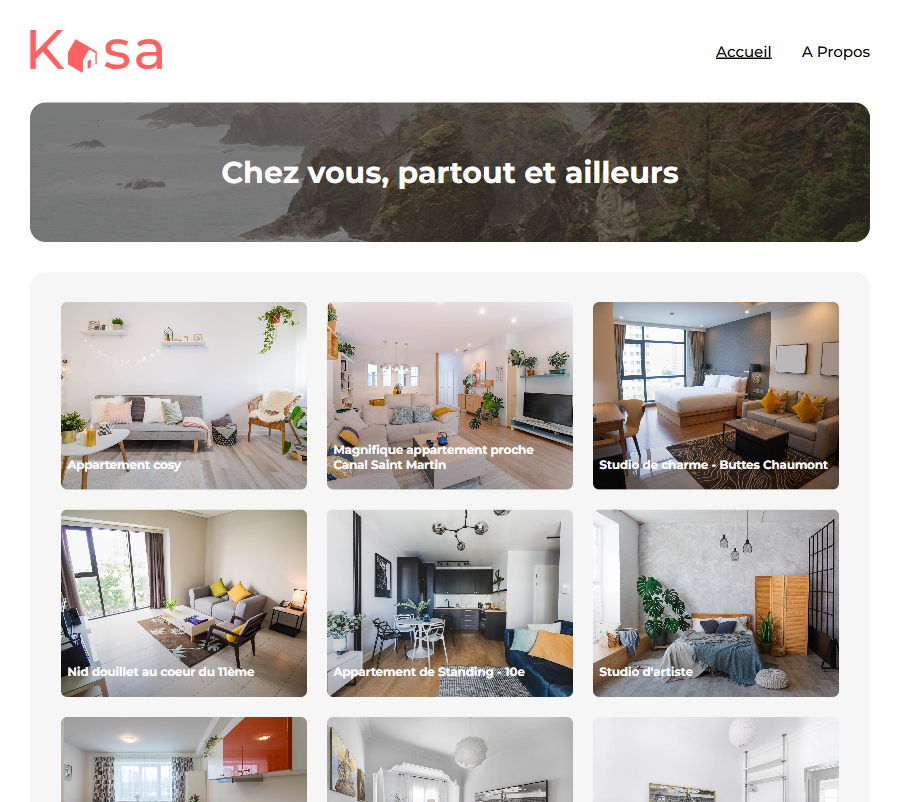 Kasa
Accueil
A Propos
Chez vous, partout et ailleurs
Appartement cosy
Magnifique appartement proche
Canal Saint Martin
Studio de charme - Buttes Chaumont
Nid douillet au coeur du 11ème
Appartement de Standing - 10e
Studio d'artiste